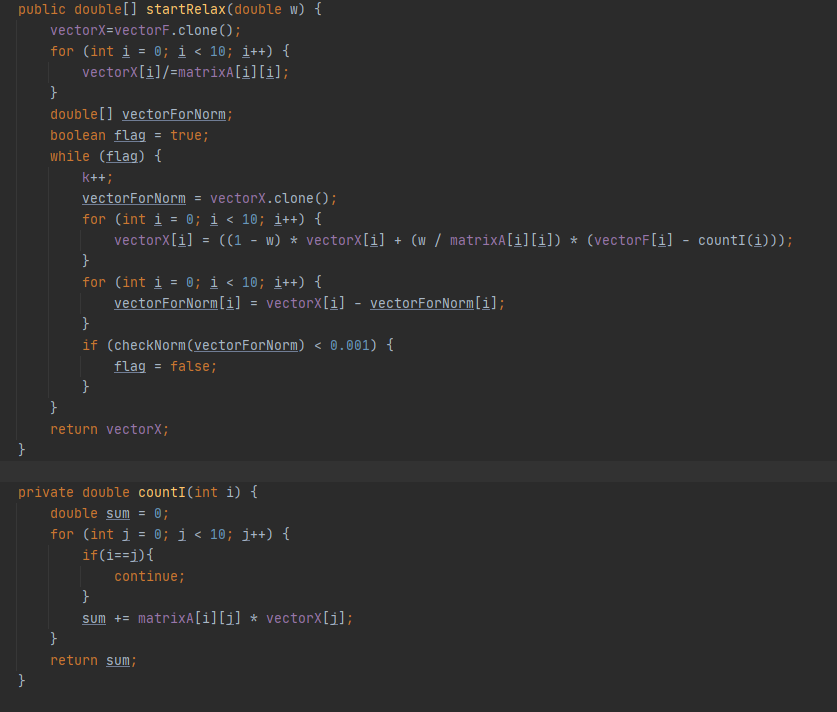 public double[] startRelax(double w) {
    vectorX=vectorF.clone();
    for (int i = 0; i < 10; i++) {
        vectorX[i]/=matrixA[i][i];
    }
    double[] vectorForNorm;
    boolean flag = true;
    while (flag) {
        k++;
        vectorForNorm = vectorX.clone();
        for (int i = 0; i < 10; i++) {
            vectorX[i] = ((1 - w) * vectorX[i] + (w / matrixA[i][i]) * (vectorF[i] - countI(i)));
        }
        for (int i = 0; i < 10; i++) {
            vectorForNorm[i] = vectorX[i] - vectorForNorm[i];
        }
        if (checkNorm(vectorForNorm) < 0.001) {
            flag = false;
        }
    }
    return vectorX;
}
private double countI(int i) {
    double sum = 0;
    for (int j = 0; j < 10; j++) {
        if(i==j){
            continue;
        }
        sum += matrixA[i][j] * vectorX[j];
    }
    return sum;
}